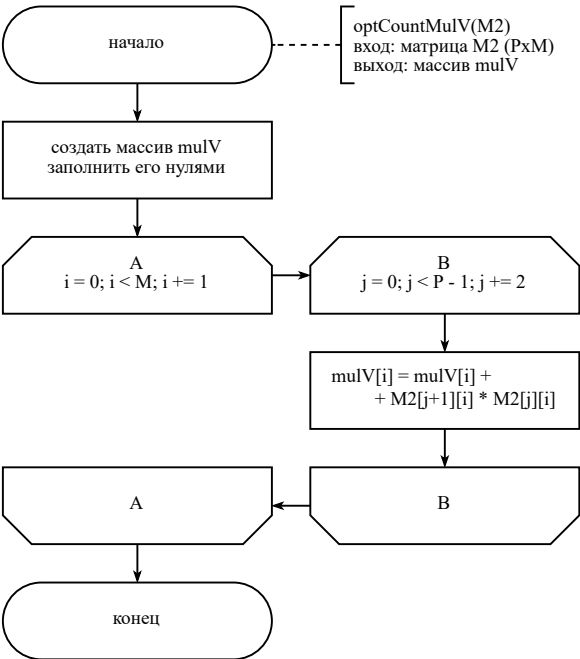 начало
optCountMulV(M2)
вход: матрица M2 (PxM)
выход: массив mulV
создать массив mulV
заполнить его нулями
A
i = 0; i < M; i += 1
B
j = 0; j < P - 1; j += 2
mulV[i] = mulV[i] +
+ M2[j+1][i] * M2[j][i]
A
B
конец